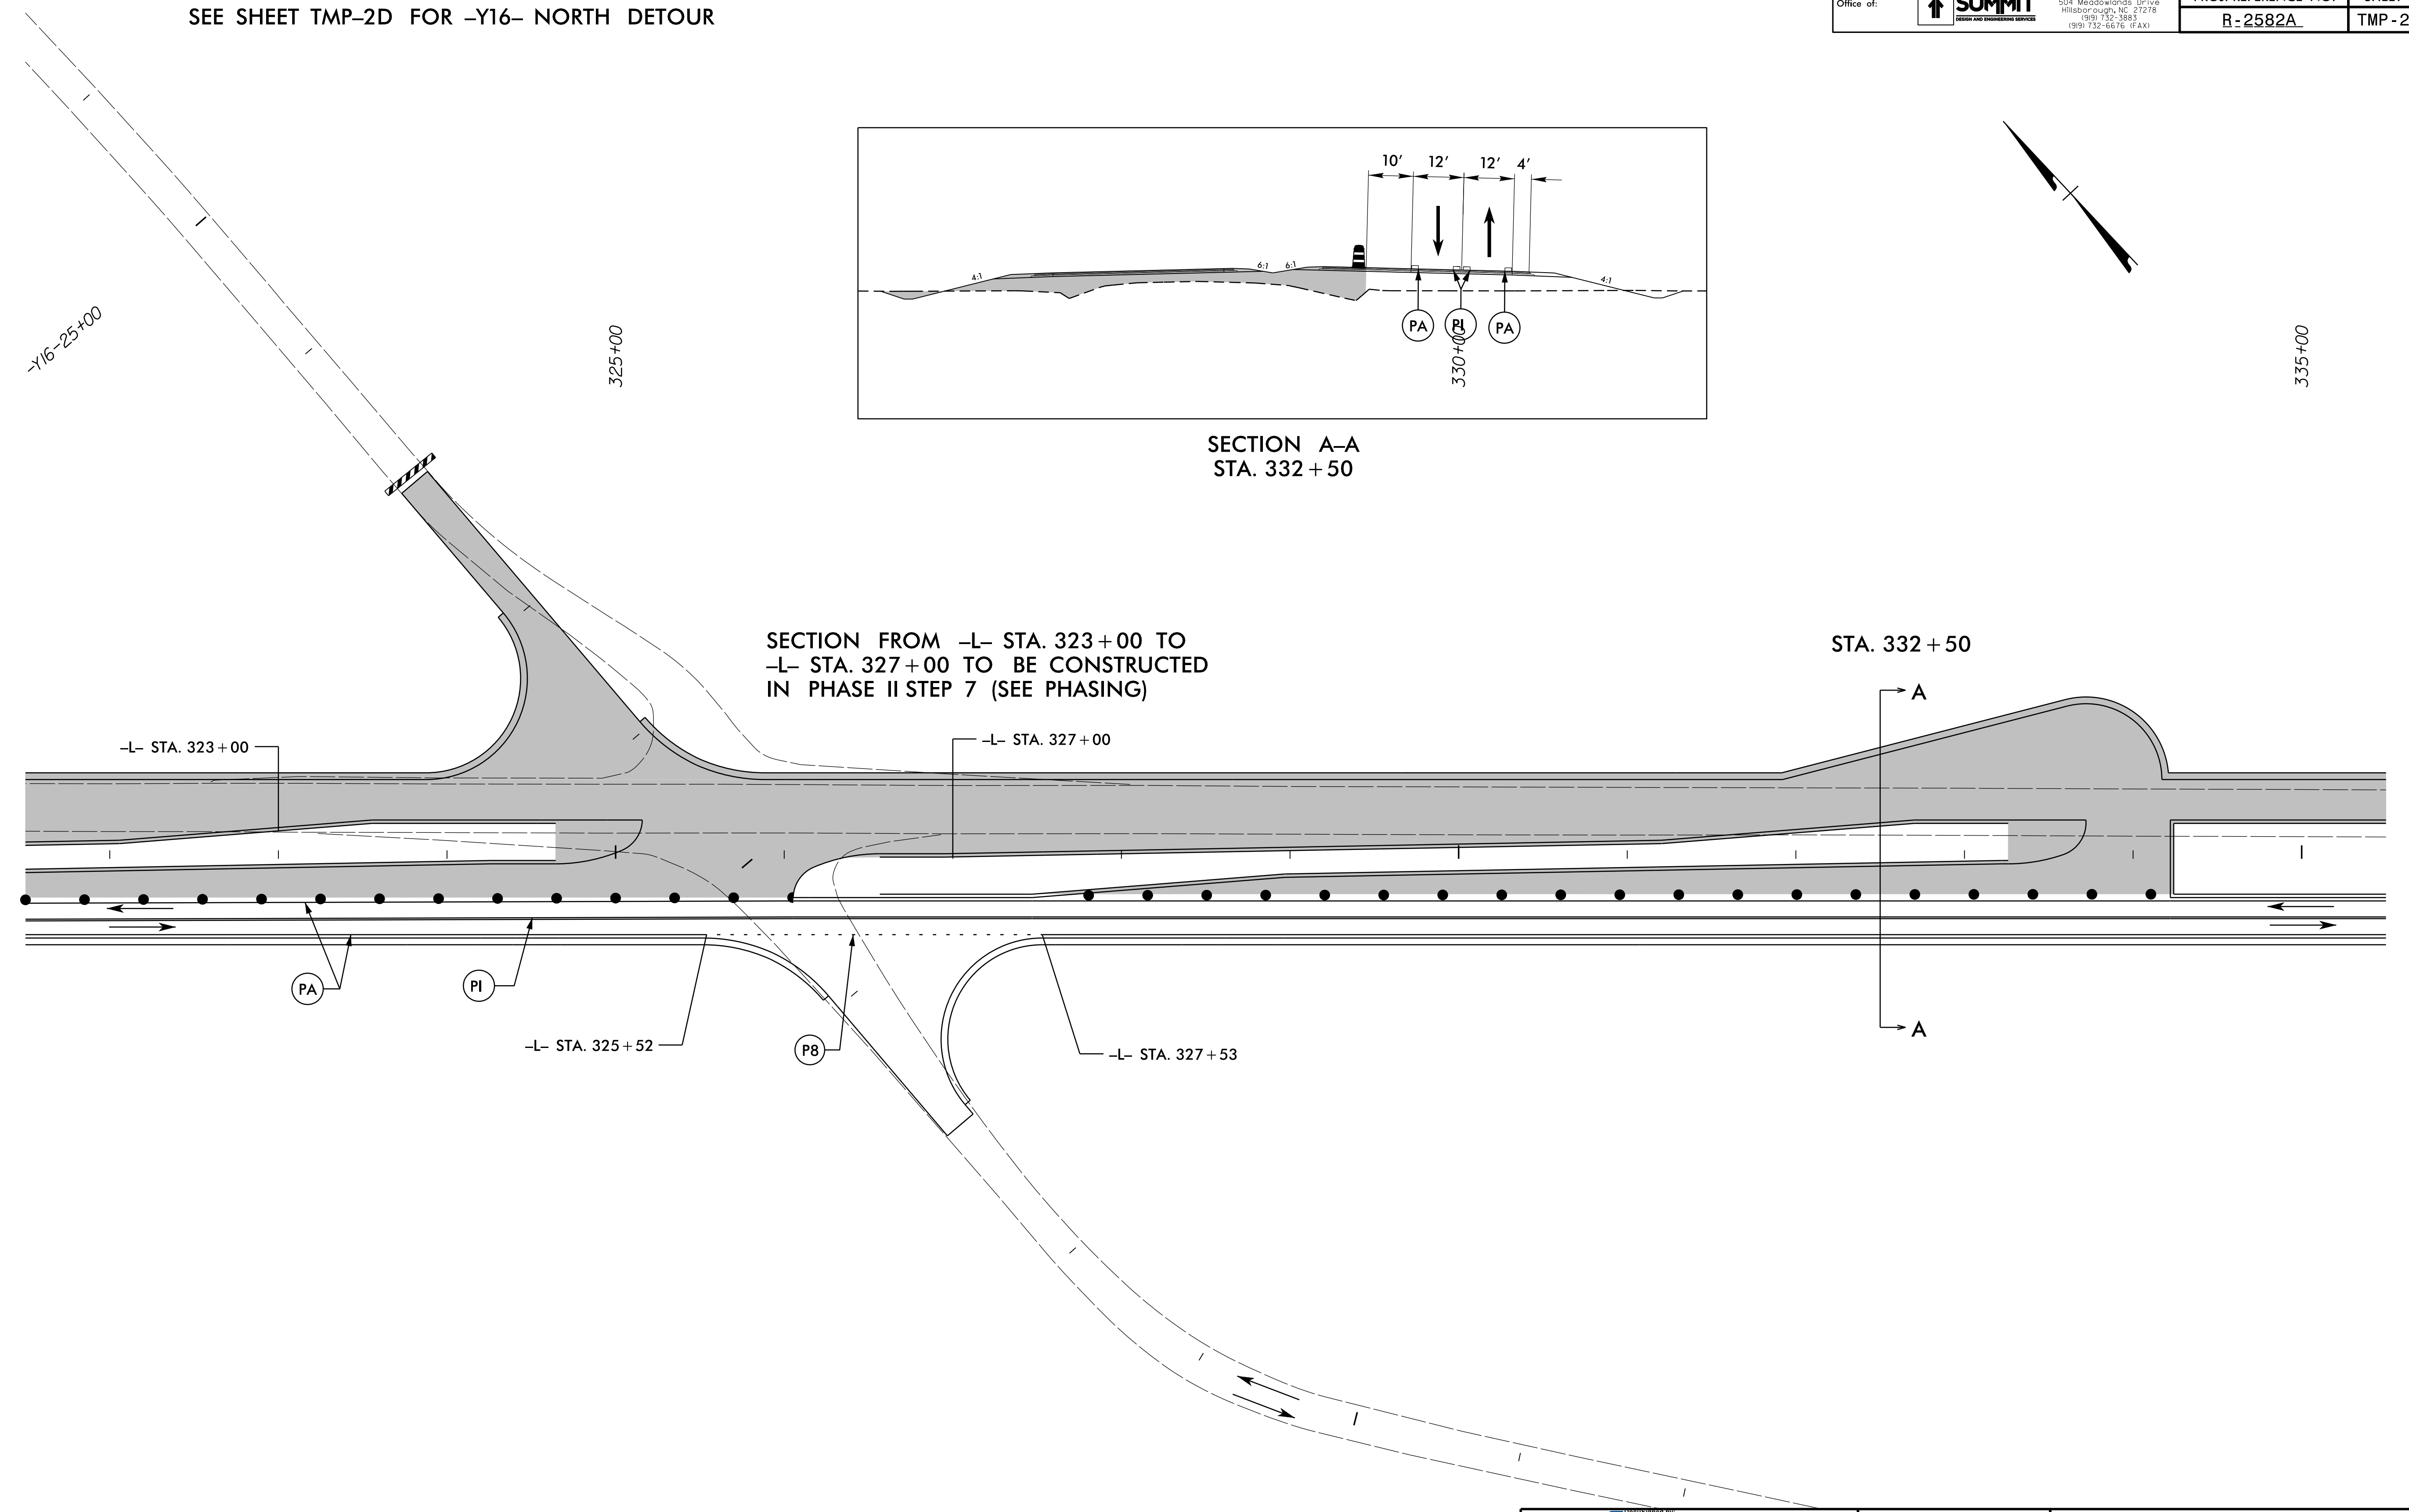 SEE SHEET TMP–2D FOR –Y16– NORTH DETOUR
Office of:
SUMMIT
DESIGN AND ENGINEERING SERVICES
504 Meadowlands Drive
Hillsborough, NC 27278
(919) 732-3883
(919) 732-6676 (FAX)
R-2582A
TMP-2
10'
12'
12'
4'
4:1
6:1
6:1
4:1
PA
PI
PA
–Y16–25+00
325+00
330+00
335+00
SECTION A–A
STA. 332+50
SECTION FROM –L– STA. 323+00 TO
–L– STA. 327+00 TO BE CONSTRUCTED
IN PHASE II STEP 7 (SEE PHASING)
STA. 332+50
A
–L– STA. 323+00
–L– STA. 327+00
PA
PI
–L– STA. 325+52
P8
–L– STA. 327+53
A